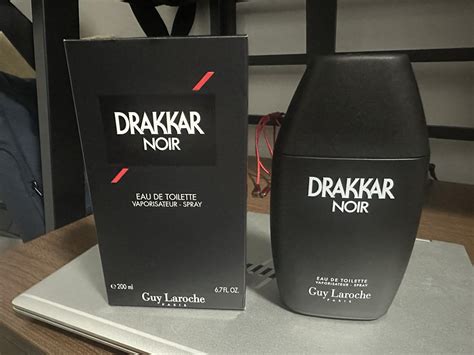 DRAKKAR
NOIR
EAU DE TOILETTE
VAPORISATEUR - SPRAY
℮ 200 ml 6,7 FL. OZ.
Guy Laroche
PARIS
DRAKKAR
NOIR
EAU DE TOILETTE
VAPORISATEUR - SPRAY
Guy Laroche
PARIS